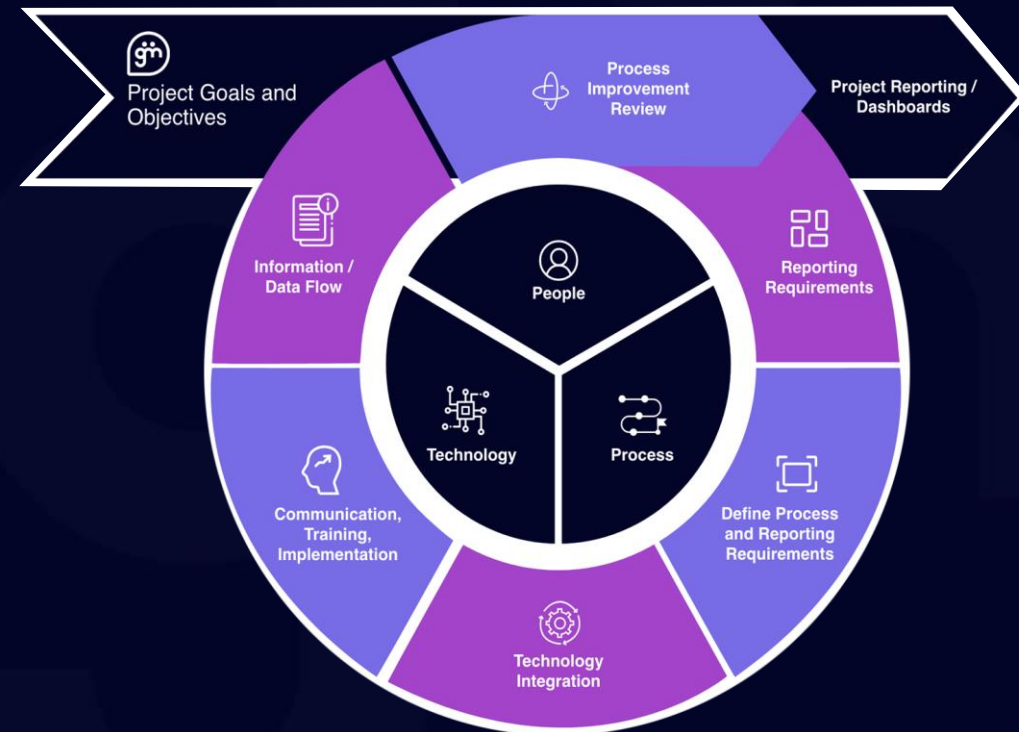 gm
Project Goals and
Objectives
Process
Improvement
Review
Project Reporting /
Dashboards
Information /
Data Flow
Reporting
Requirements
People
Technology
Process
Communication,
Training,
Implementation
Define Process
and Reporting
Requirements
Technology
Integration